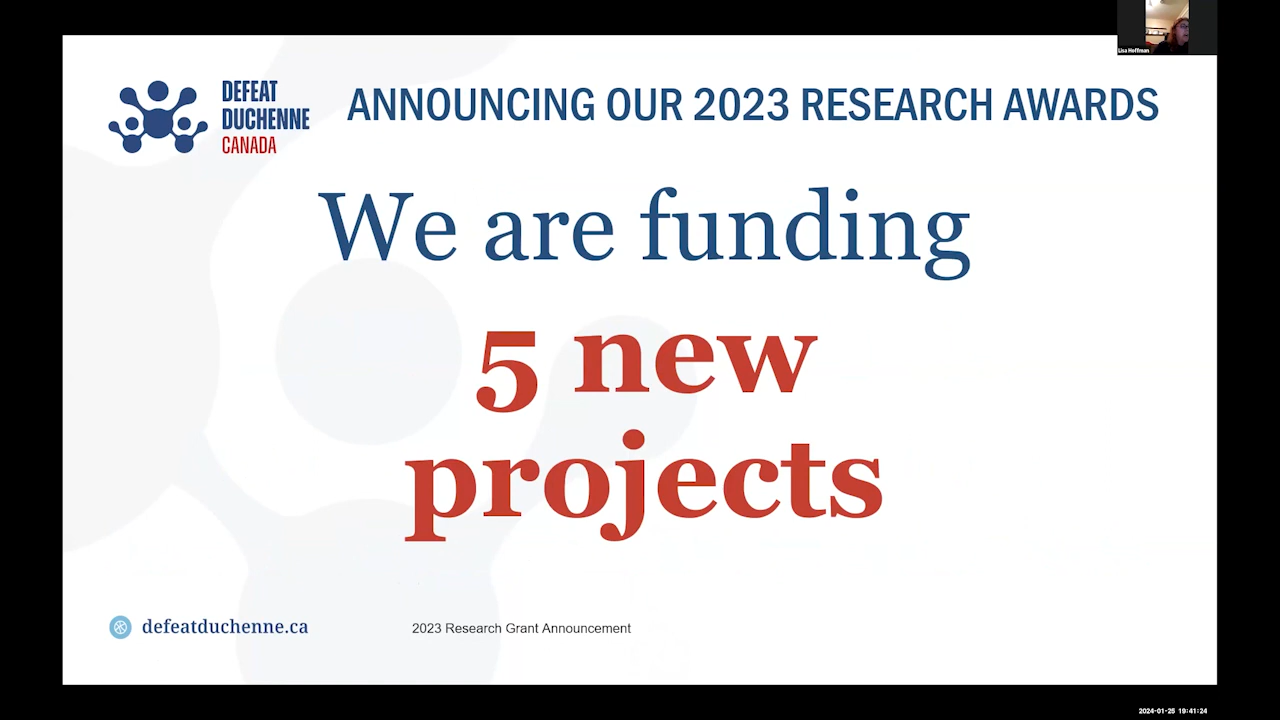 Lisa Hoffman
DEFEAT
DUCHENNE
CANADA
ANNOUNCING OUR 2023 RESEARCH AWARDS
We are funding
5 new
projects
defeatduchenne.ca
2023 Research Grant Announcement
2024-01-25 19:41:24